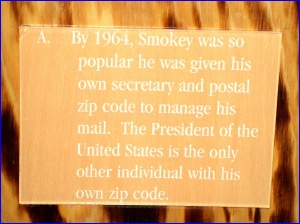 A. By 1964, Smokey was so
popular he was given his
own secretary and postal
zip code to manage his
mail. The President of the
United States is the only
other individual with his
own zip code.